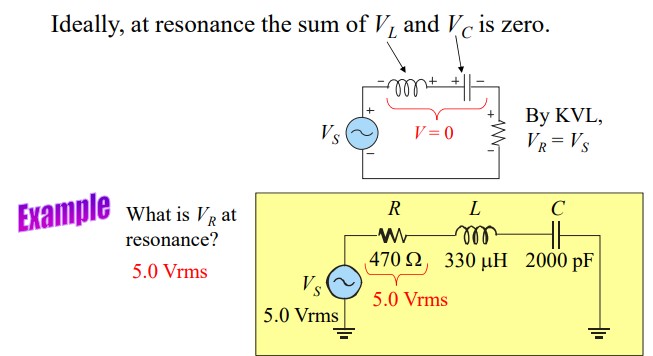 Ideally, at resonance the sum of V_L and V_C is zero.
- + + -
+ V_S -
V = 0
+ -
By KVL,
V_R = V_S
Example
What is V_R at
resonance?
5.0 Vrms
R L C
470 Ω 330 μH 2000 pF
V_S
5.0 Vrms
5.0 Vrms